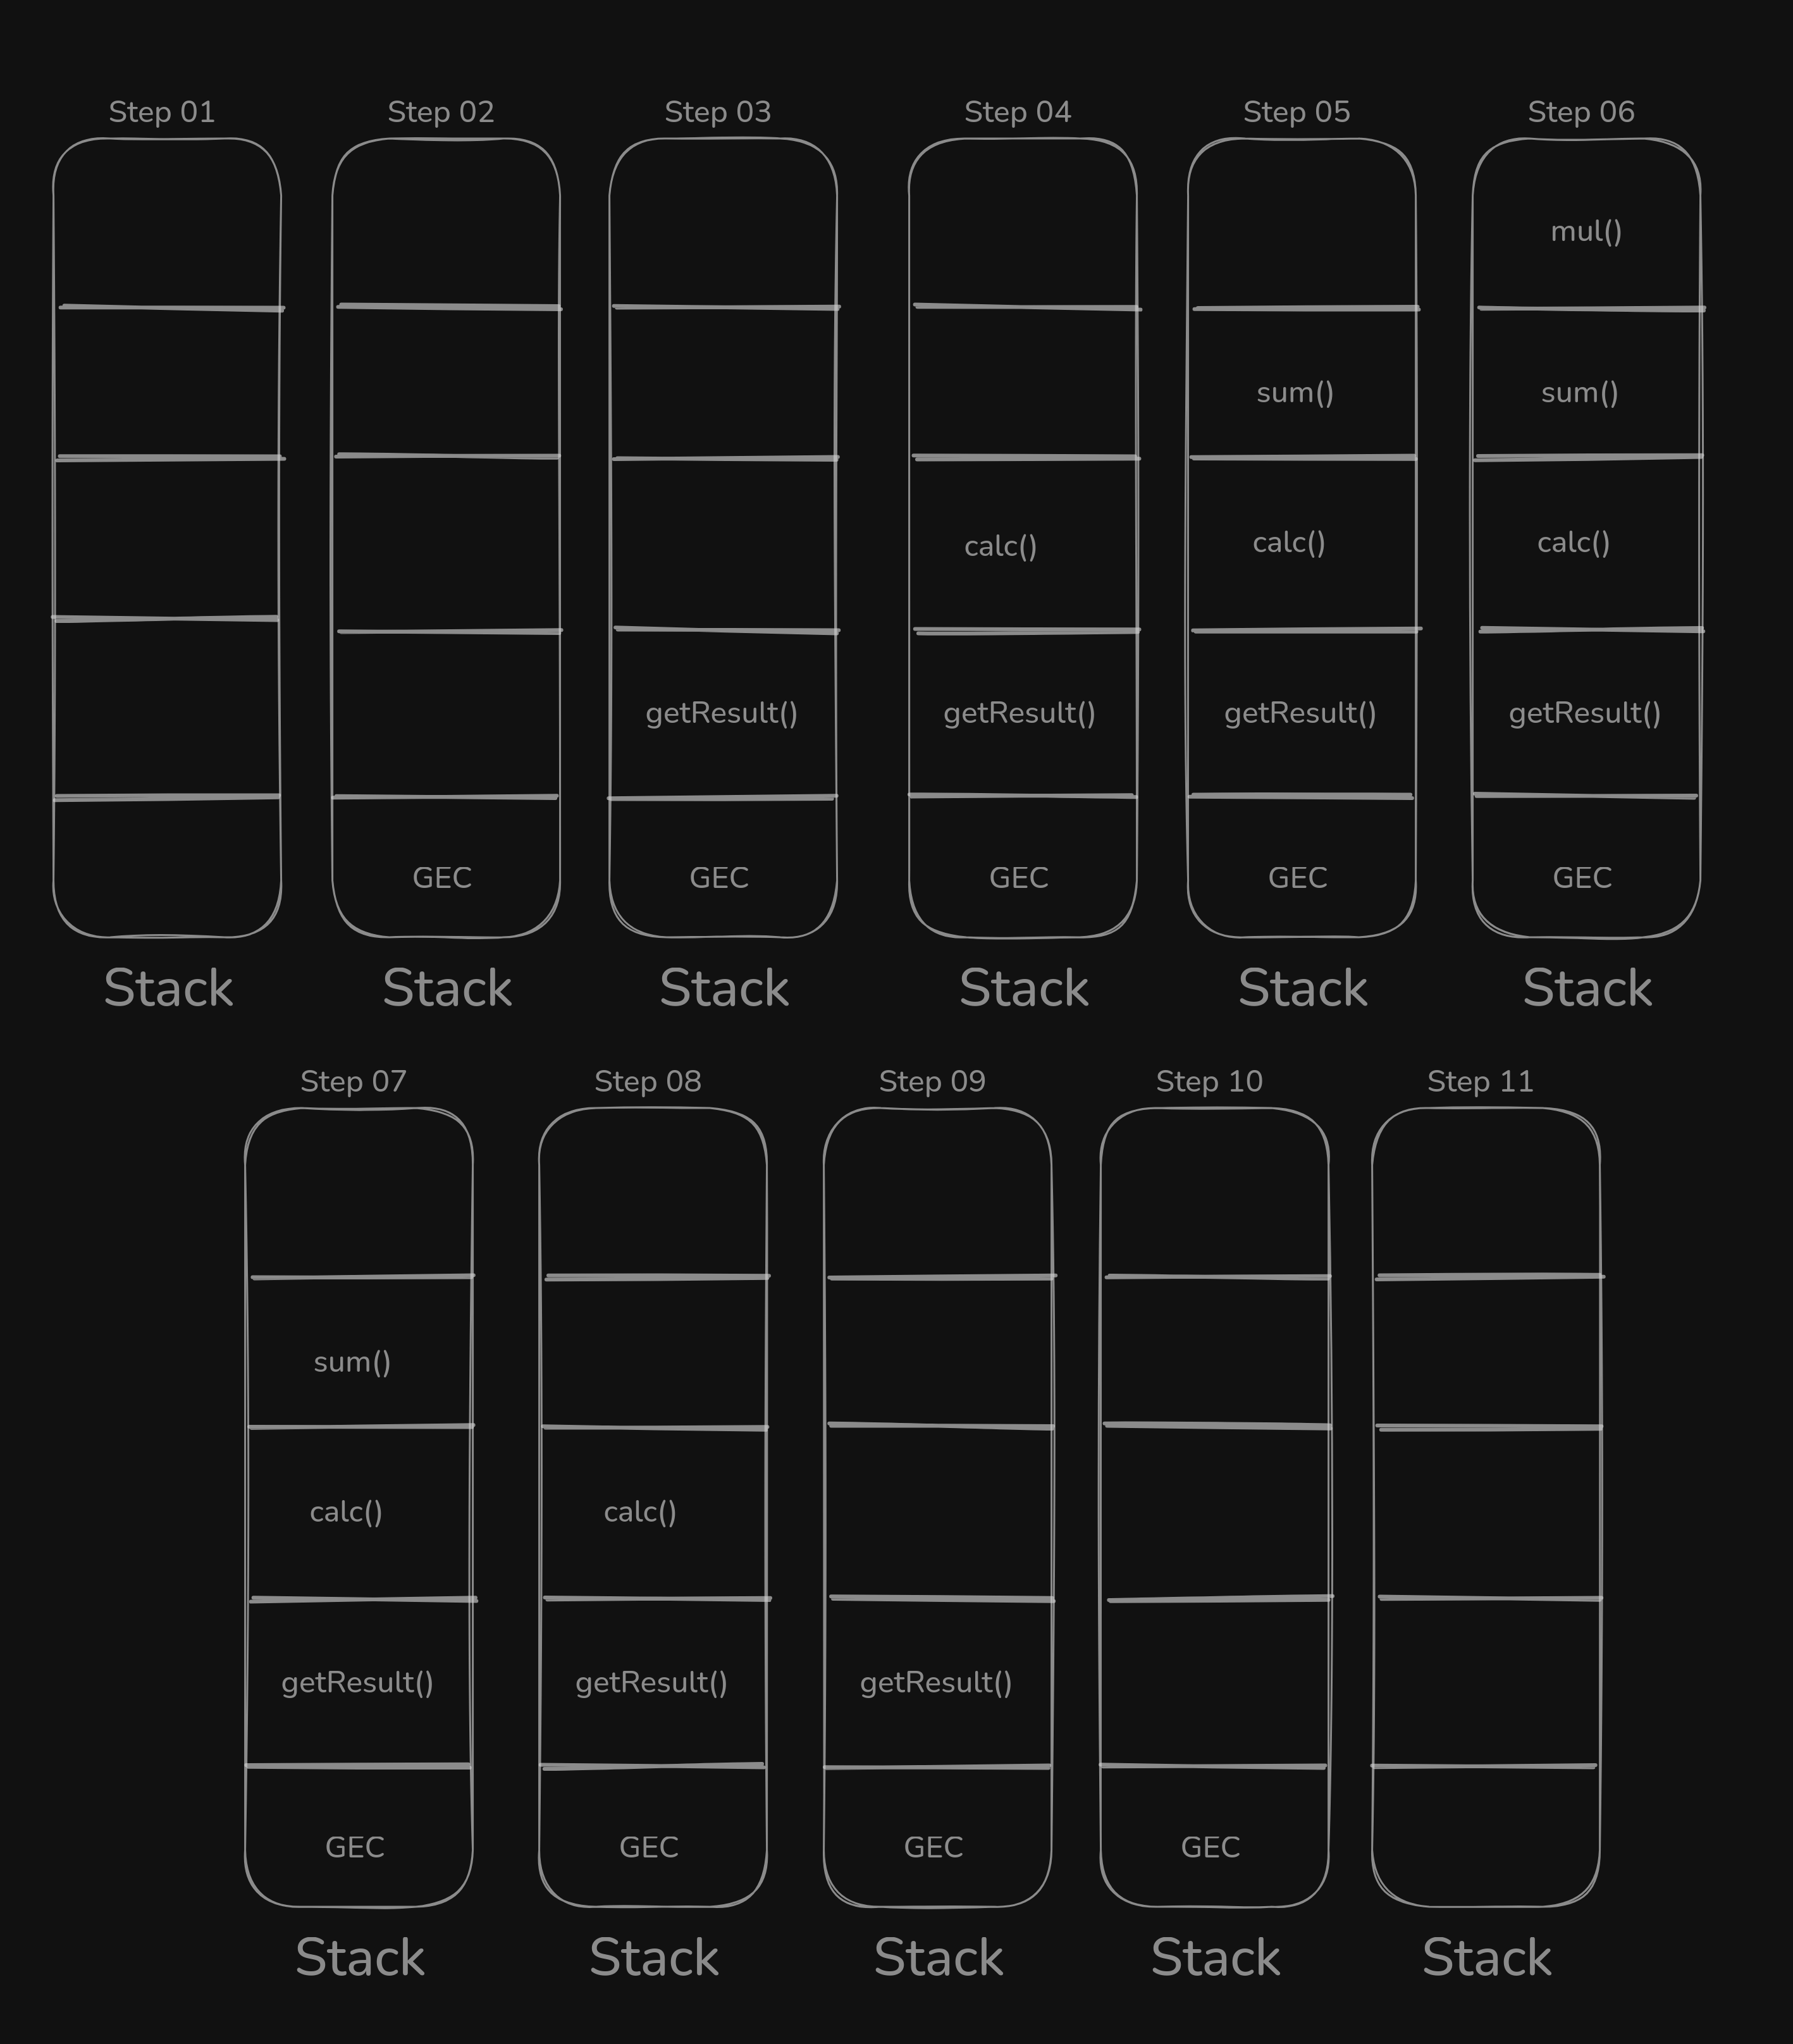 Step 01
Step 02
Step 03
Step 04
Step 05
Step 06
mul()
sum()
sum()
calc()
calc()
calc()
getResult()
getResult()
getResult()
getResult()
GEC
GEC
GEC
GEC
GEC
Stack
Stack
Stack
Stack
Stack
Stack
Step 07
Step 08
Step 09
Step 10
Step 11
sum()
calc()
calc()
getResult()
getResult()
getResult()
GEC
GEC
GEC
GEC
Stack
Stack
Stack
Stack
Stack